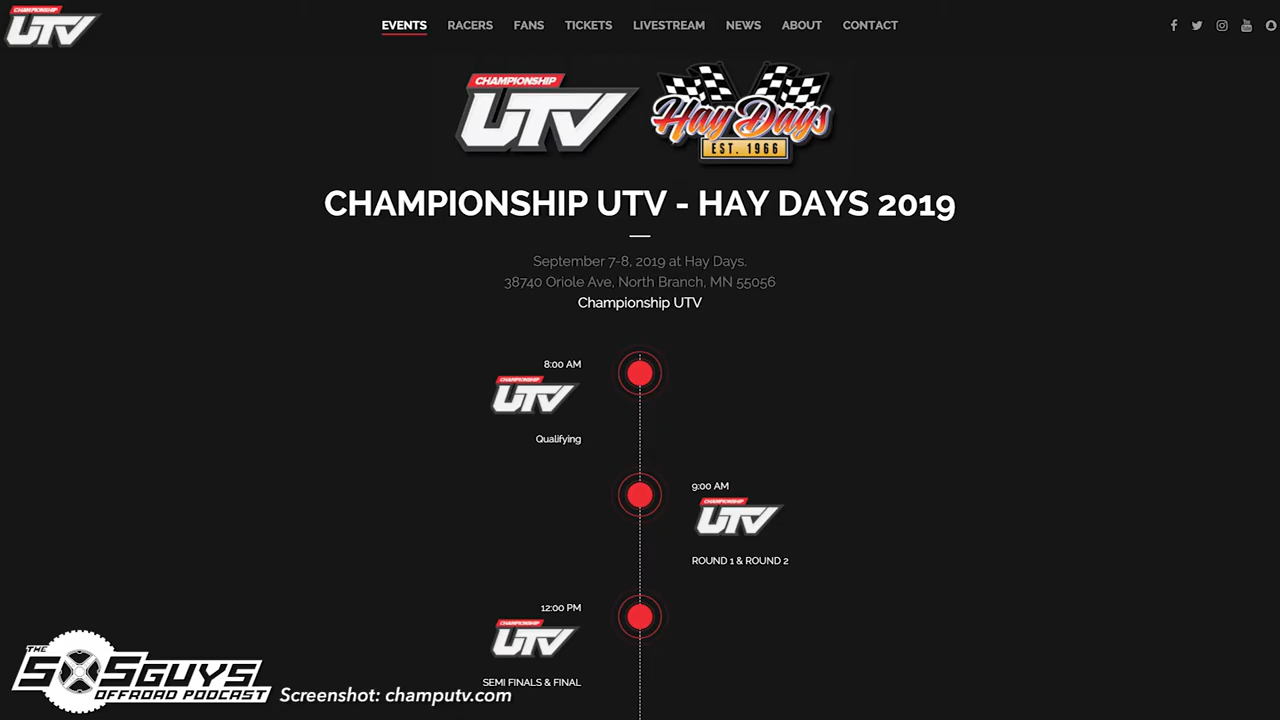 CHAMPIONSHIP
UTV
EVENTS RACERS FANS TICKETS LIVESTREAM NEWS ABOUT CONTACT
CHAMPIONSHIP
UTV
Hay Days
EST. 1966
CHAMPIONSHIP UTV - HAY DAYS 2019
September 7-8, 2019 at Hay Days.
38740 Oriole Ave, North Branch, MN 55056
Championship UTV
8:00 AM
CHAMPIONSHIP
UTV
Qualifying
9:00 AM
CHAMPIONSHIP
UTV
ROUND 1 & ROUND 2
12:00 PM
CHAMPIONSHIP
UTV
SEMI FINALS & FINAL
THE
SXSGUYS
OFFROAD PODCAST
Screenshot: champutv.com